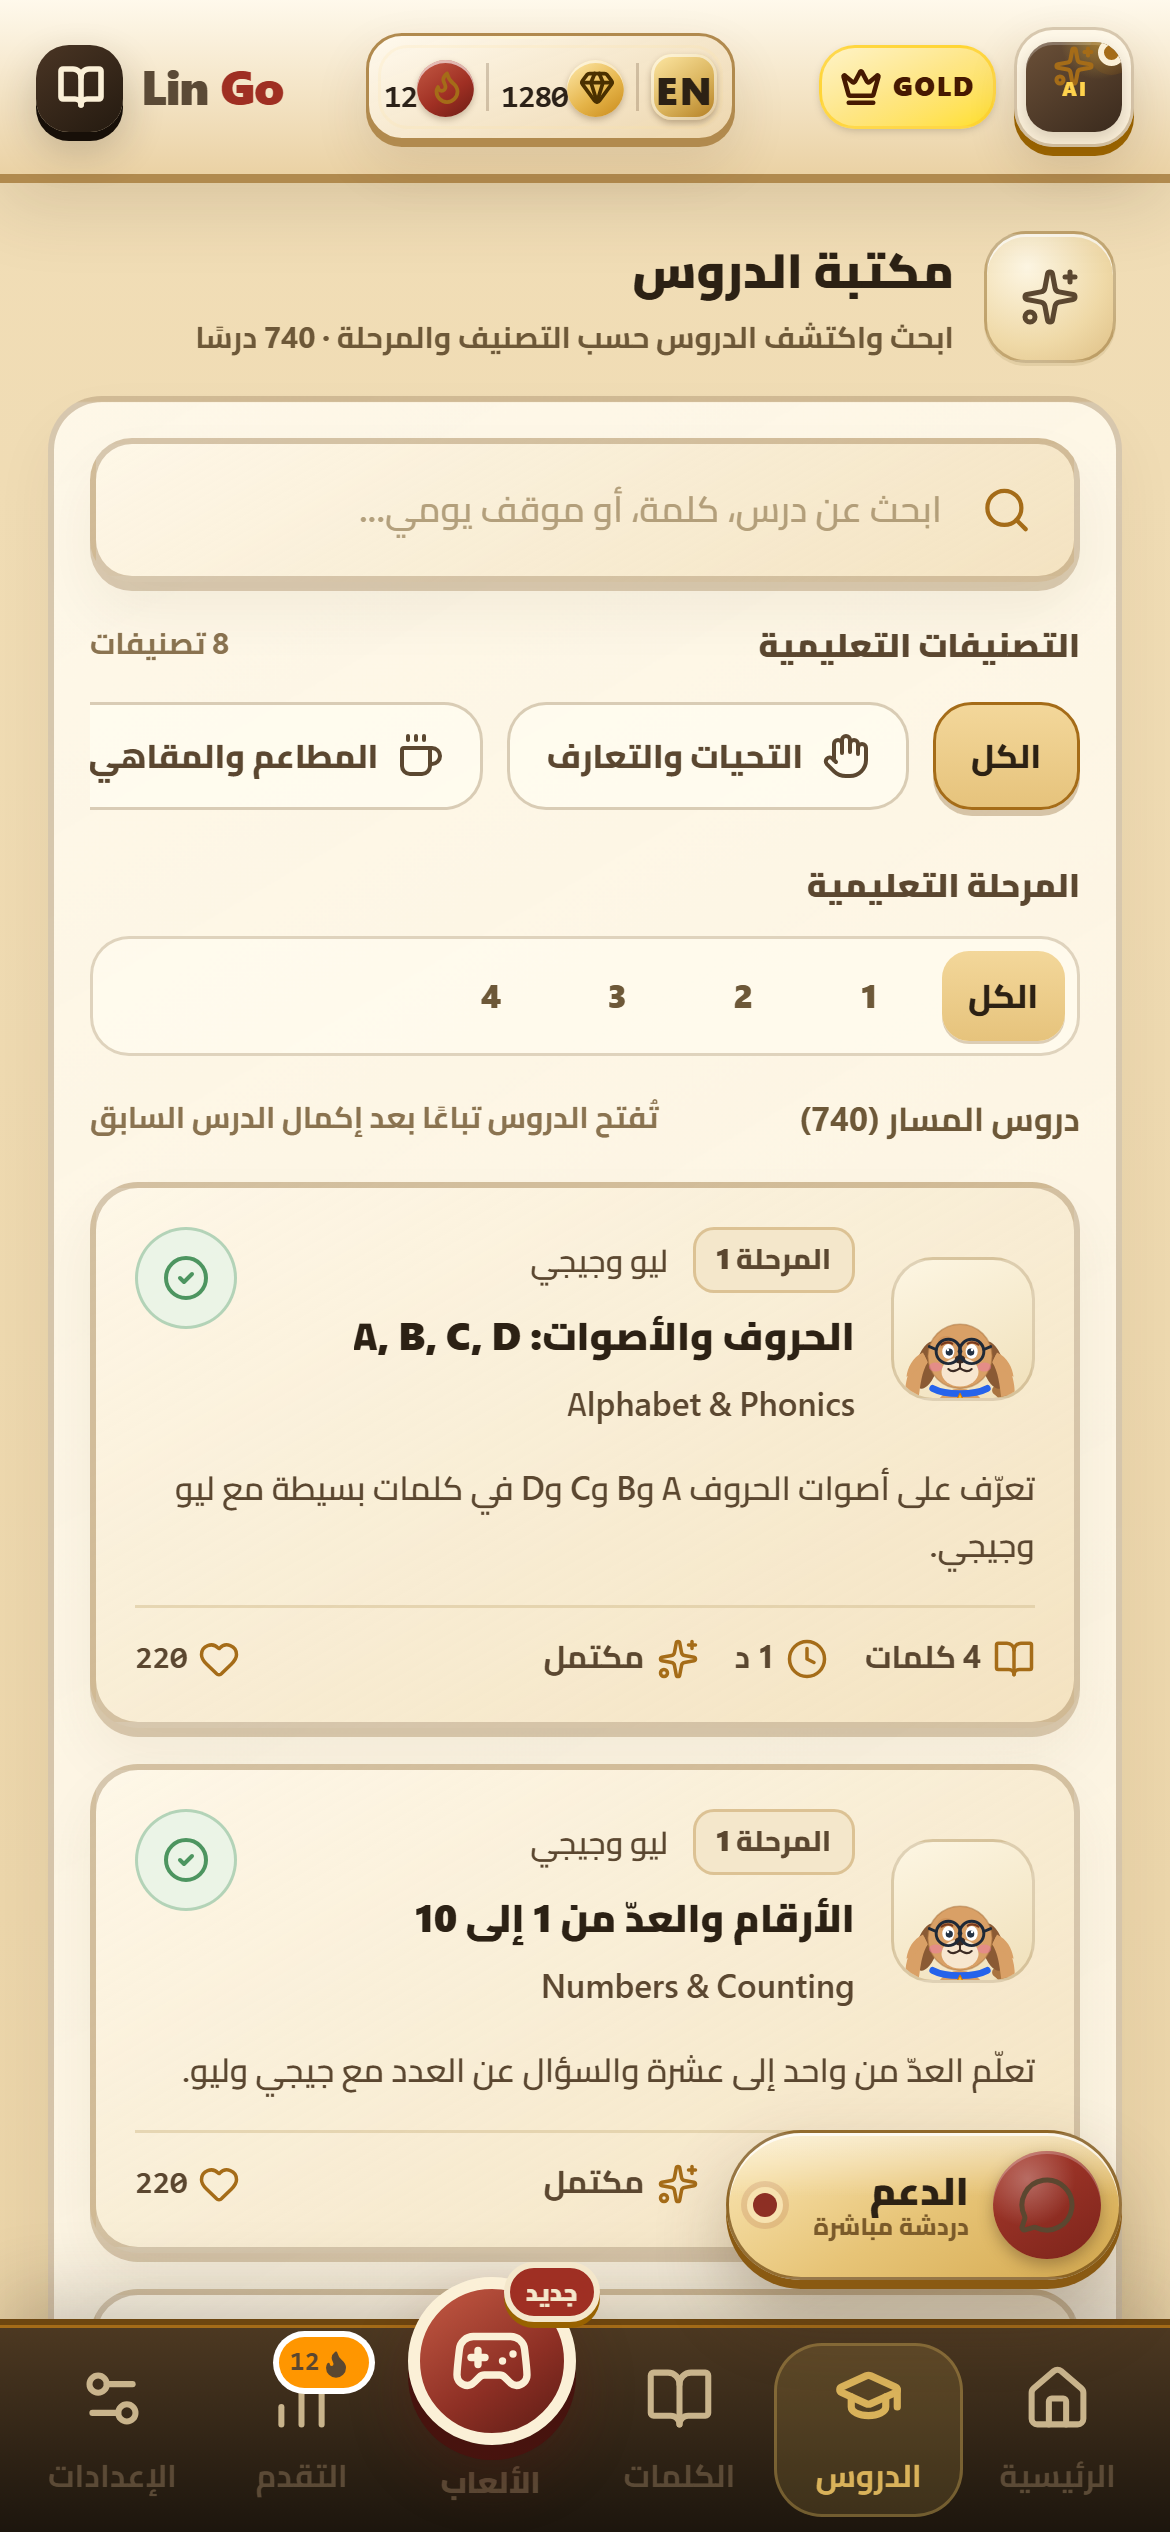 Lin Go
12
1280
EN
GOLD
AI
مكتبة الدروس
ابحث واكتشف الدروس حسب التصنيف والمرحلة · 740 درسًا
ابحث عن درس، كلمة، أو موقف يومي...
التصنيفات التعليمية
8 تصنيفات
الكل
التحيات والتعارف
المطاعم والمقاهي
المرحلة التعليمية
الكل
1
2
3
4
دروس المسار (740)
تُفتح الدروس تباعًا بعد إكمال الدرس السابق
المرحلة 1
ليو وجيجي
الحروف والأصوات: A, B, C, D
Alphabet & Phonics
تعرّف على أصوات الحروف A وB وC وD في كلمات بسيطة مع ليو
وجيجي.
4 كلمات
1 د
مكتمل
220
المرحلة 1
ليو وجيجي
الأرقام والعدّ من 1 إلى 10
Numbers & Counting
تعلّم العدّ من واحد إلى عشرة والسؤال عن العدد مع جيجي وليو.
مكتمل
220
الدعم
دردشة مباشرة
جديد
12
الرئيسية
الدروس
الكلمات
الألعاب
التقدم
الإعدادات